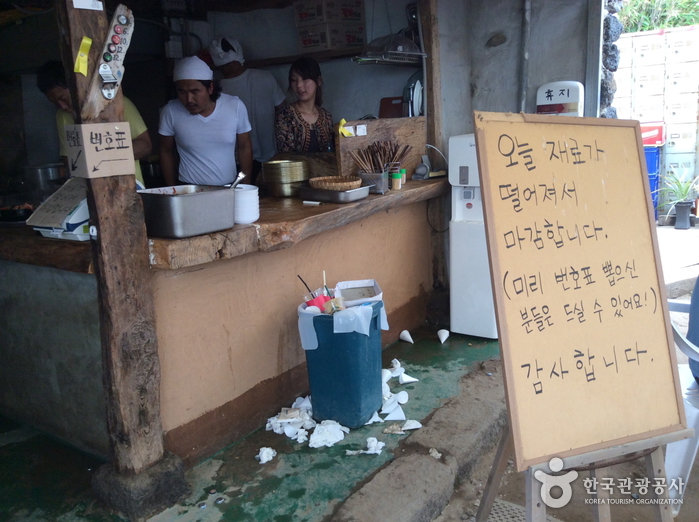 번호표
휴지
오늘 재료가
떨어져서
마감합니다.
(미리 번호표 뽑으신
분들은 드실 수 있어요!)
감사합니다.
한국관광공사
KOREA TOURISM ORGANIZATION